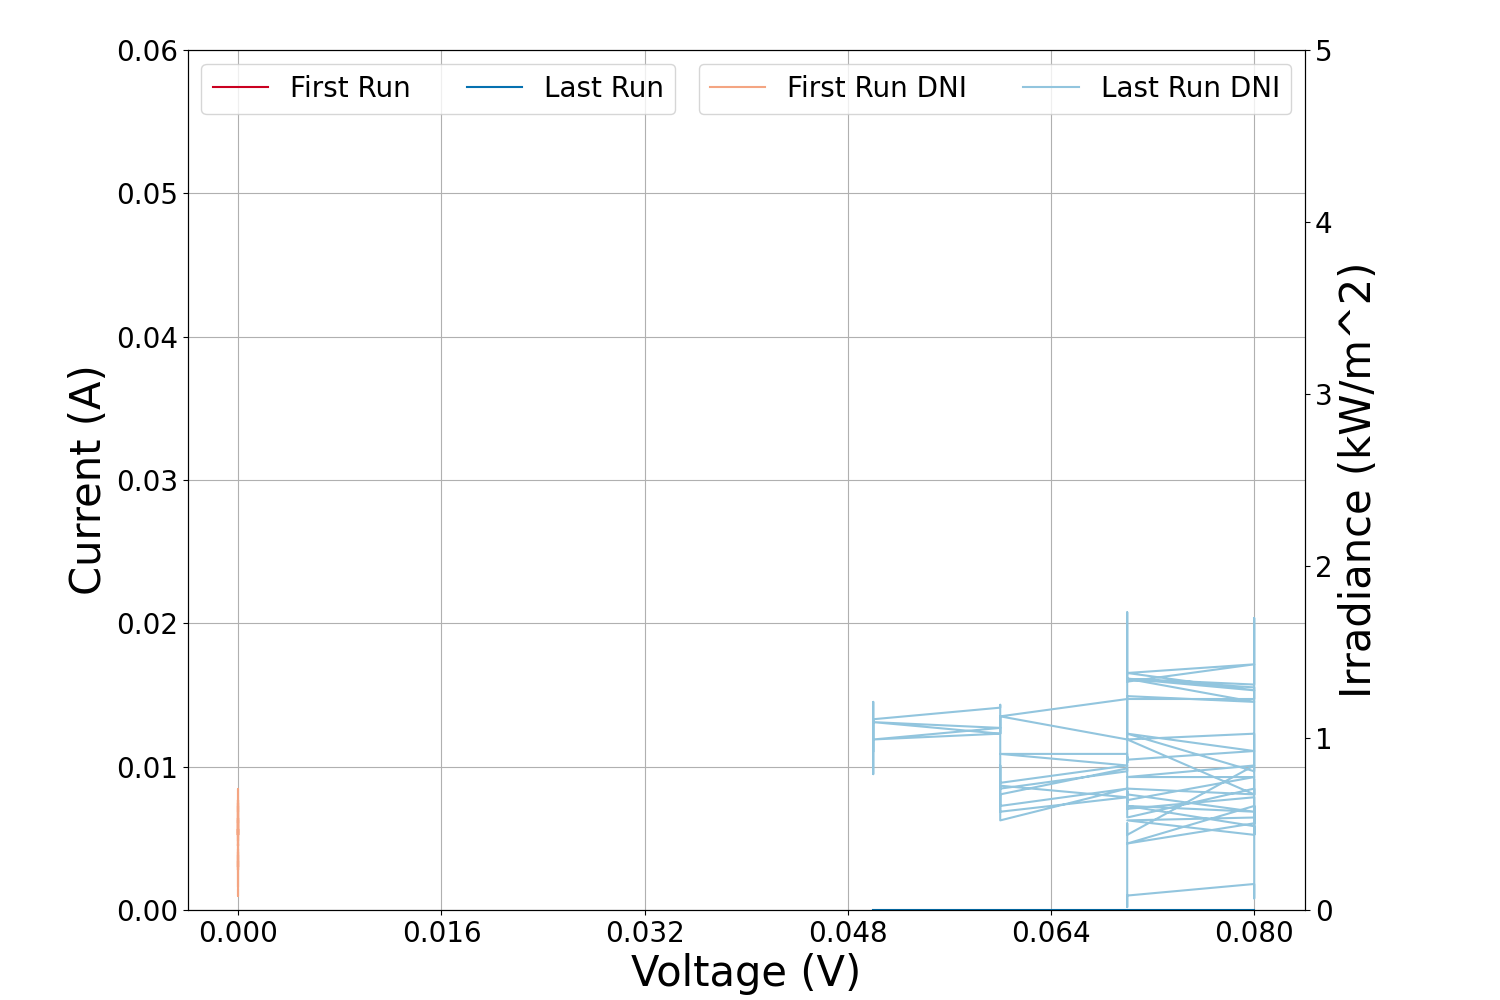 First Run
Last Run
First Run DNI
Last Run DNI
Current (A)
0.06
0.05
0.04
0.03
0.02
0.01
0.00
5
4
3
2
1
0
Irradiance (kW/m^2)
0.000 0.016 0.032 0.048 0.064 0.080
Voltage (V)